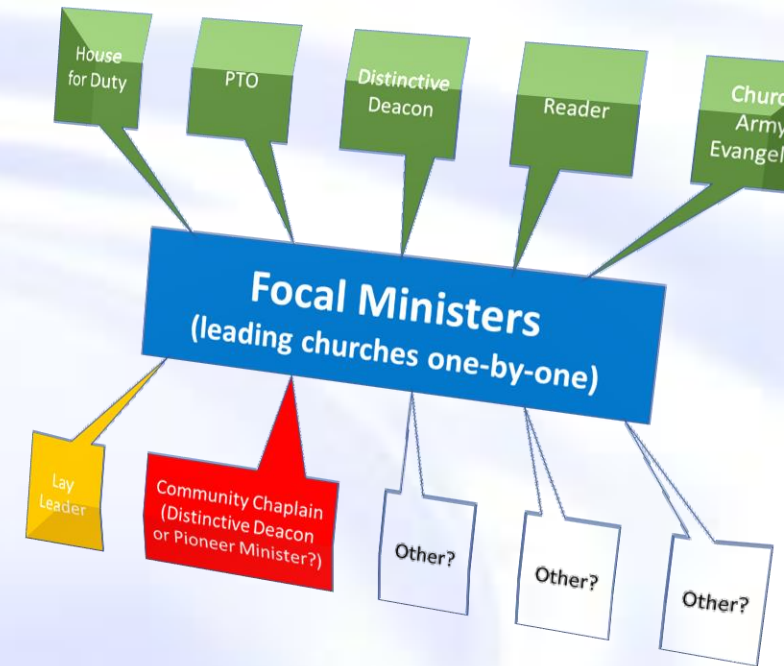 House
for Duty
PTO
Distinctive
Deacon
Reader
Army
Focal Ministers
(leading churches one-by-one)
Lay
Leader
Community Chaplain
(Distinctive Deacon
or Pioneer Minister?)
Other?
Other?
Other?